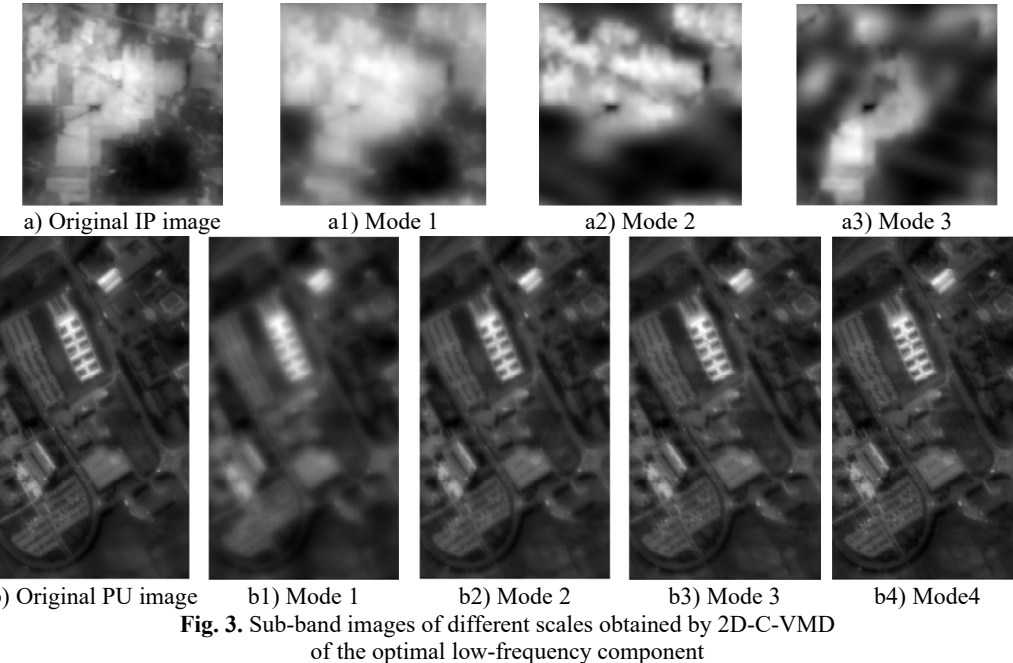 a) Original IP image a1) Mode 1 a2) Mode 2 a3) Mode 3
) Original PU image b1) Mode 1 b2) Mode 2 b3) Mode 3 b4) Mode4
Fig. 3. Sub-band images of different scales obtained by 2D-C-VMD
of the optimal low-frequency component